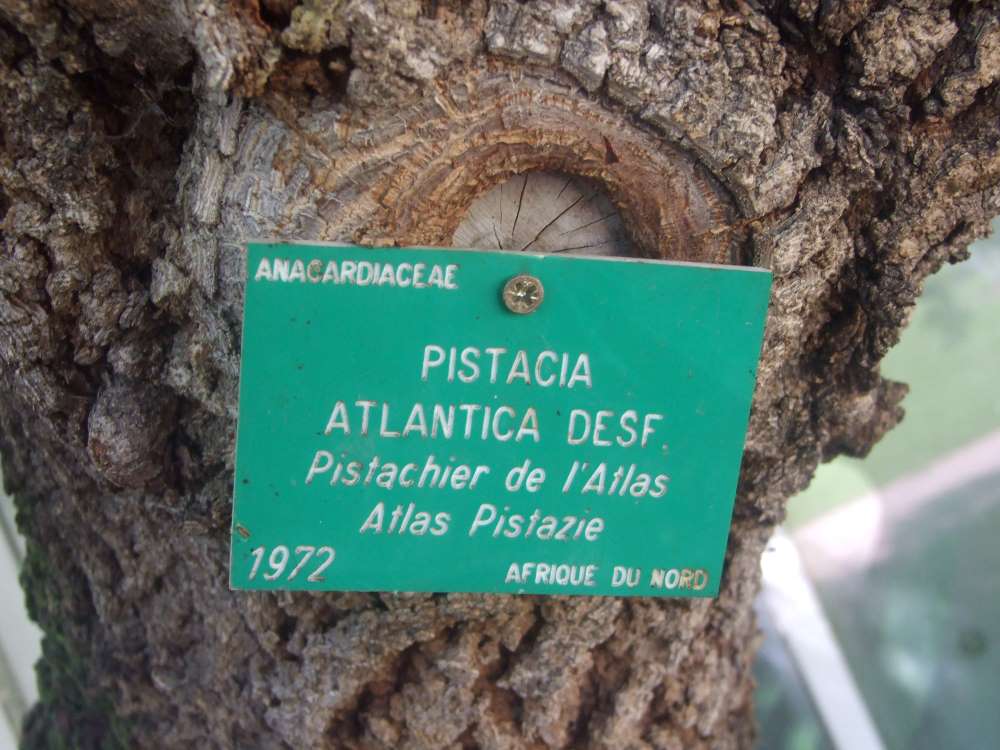 ANACARDIACEAE
PISTACIA
ATLANTICA DESF.
Pistachier de l'Atlas
Atlas Pistazie
1972 AFRIQUE DU NORD